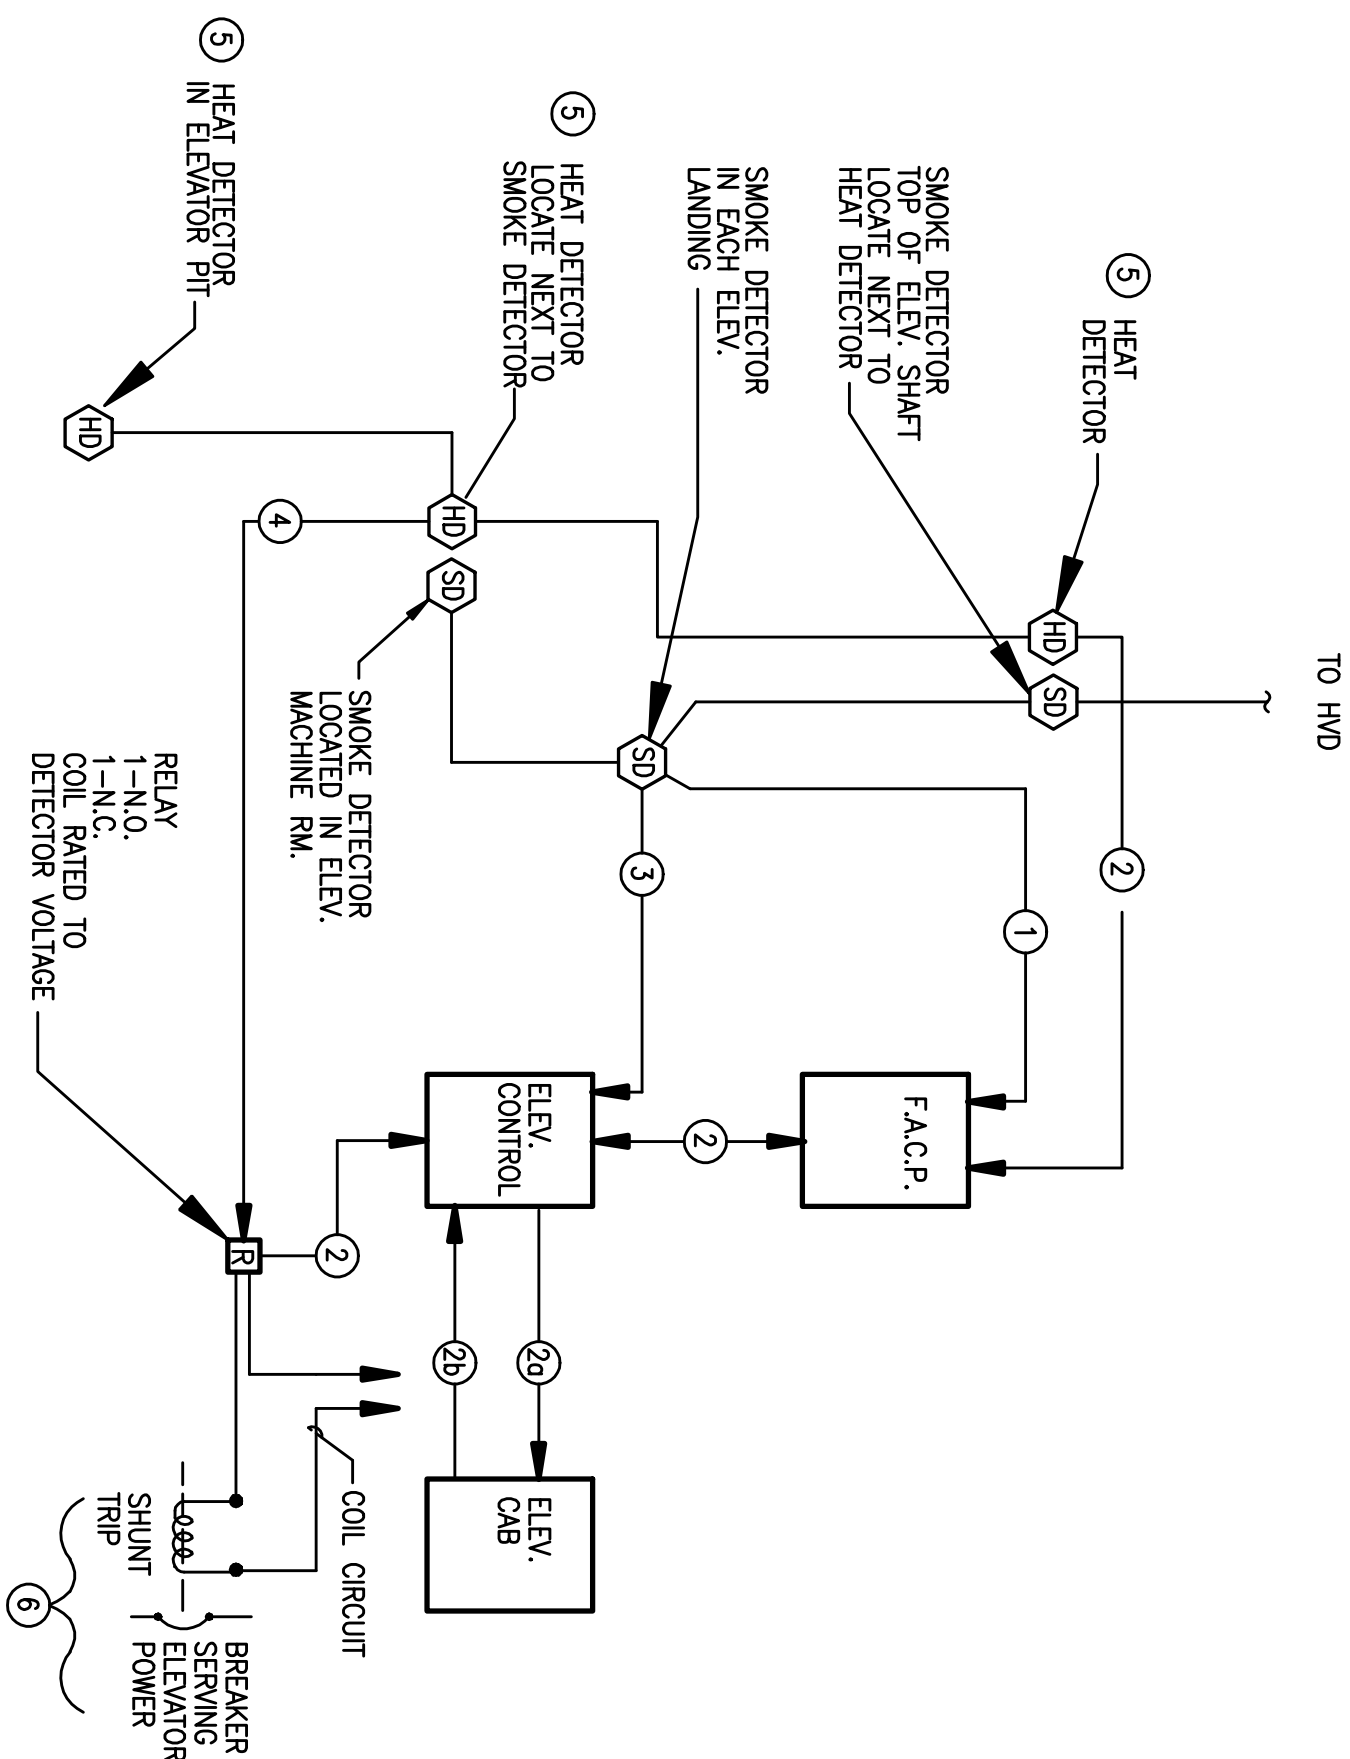 TO HVD
5
HEAT
DETECTOR
SMOKE DETECTOR
TOP OF ELEV. SHAFT
LOCATE NEXT TO
HEAT DETECTOR
SMOKE DETECTOR
IN EACH ELEV.
LANDING
5
HEAT DETECTOR
LOCATE NEXT TO
SMOKE DETECTOR
5
HEAT DETECTOR
IN ELEVATOR PIT
HD
SD
SD
HD
SD
HD
4
SMOKE DETECTOR
LOCATED IN ELEV.
MACHINE RM.
2
1
3
RELAY
1-N.O.
1-N.C.
COIL RATED TO
DETECTOR VOLTAGE
F.A.C.P.
2
ELEV.
CONTROL
2
R
2a
2b
ELEV.
CAB
COIL CIRCUIT
SHUNT
TRIP
BREAKER
SERVING
ELEVATOR
POWER
6